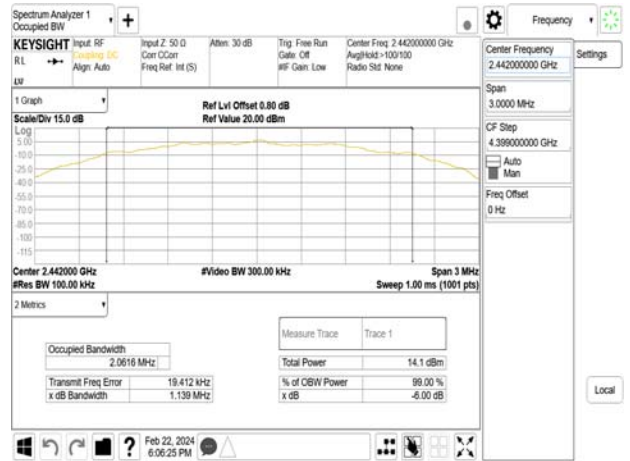 Spectrum Analyzer 1
Occupied BW
+
Frequency
KEYSIGHT
RL
Input: RF
Coupling: DC
Align: Auto
Input Z: 50 Ω
Corr CCorr
Freq Ref: Int (S)
Atten: 30 dB
Trig: Free Run
Gate: Off
#IF Gain: Low
Center Freq: 2.442000000 GHz
Avg|Hold:>100/100
Radio Std: None
Center Frequency
2.442000000 GHz
Settings
Span
3.0000 MHz
CF Step
4.399000000 GHz
Auto
Man
Freq Offset
0 Hz
Local
1 Graph
Scale/Div 15.0 dB
Ref Lvl Offset 0.80 dB
Ref Value 20.00 dBm
Log
5.00
-10.0
-25.0
-40.0
-55.0
-70.0
-85.0
-100
-115
Center 2.442000 GHz
#Res BW 100.00 kHz
#Video BW 300.00 kHz
Span 3 MHz
Sweep 1.00 ms (1001 pts)
2 Metrics
Measure Trace
Trace 1
Occupied Bandwidth
2.0616 MHz
Total Power
14.1 dBm
Transmit Freq Error
19.412 kHz
% of OBW Power
99.00 %
x dB Bandwidth
1.139 MHz
x dB
-6.00 dB
?
Feb 22, 2024
6:06:25 PM